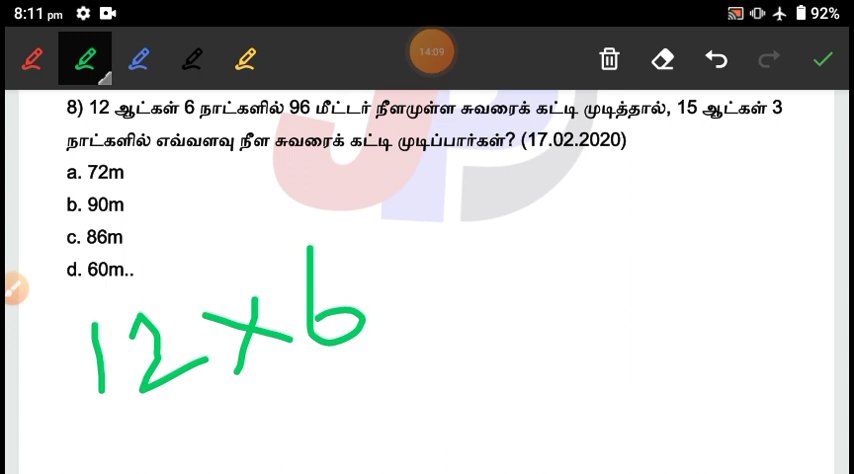 8:11 pm 92%
14:09
8) 12 ஆட்கள் 6 நாட்களில் 96 மீட்டர் நீளமுள்ள சுவரைக் கட்டி முடித்தால், 15 ஆட்கள் 3
நாட்களில் எவ்வளவு நீள சுவரைக் கட்டி முடிப்பார்கள்? (17.02.2020)
a. 72m
b. 90m
c. 86m
d. 60m..
12 × 6